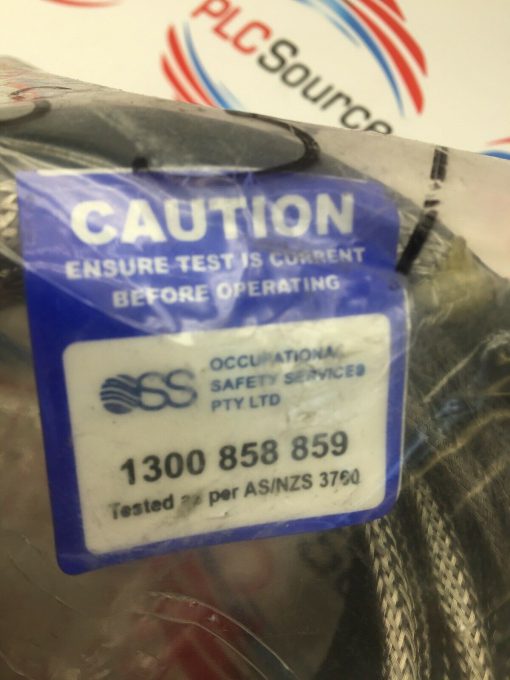 PLCSource
CAUTION
ENSURE TEST IS CURRENT
BEFORE OPERATING
OSS
OCCUPATIONAL
SAFETY SERVICES
PTY LTD
1300 858 859
Tested as per AS/NZS 3760